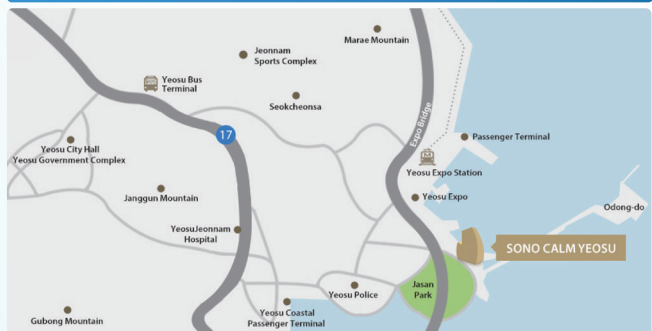 Marae Mountain
Jeonnam
Sports Complex
Yeosu Bus
Terminal
Seokcheonsa
Expo Bridge
17
Passenger Terminal
Yeosu City Hall
Yeosu Government Complex
Yeosu Expo Station
Janggun Mountain
Yeosu Expo
Odong-do
YeosuJeonnam
Hospital
SONO CALM YEOSU
Jasan
Park
Yeosu Police
Gubong Mountain
Yeosu Coastal
Passenger Terminal